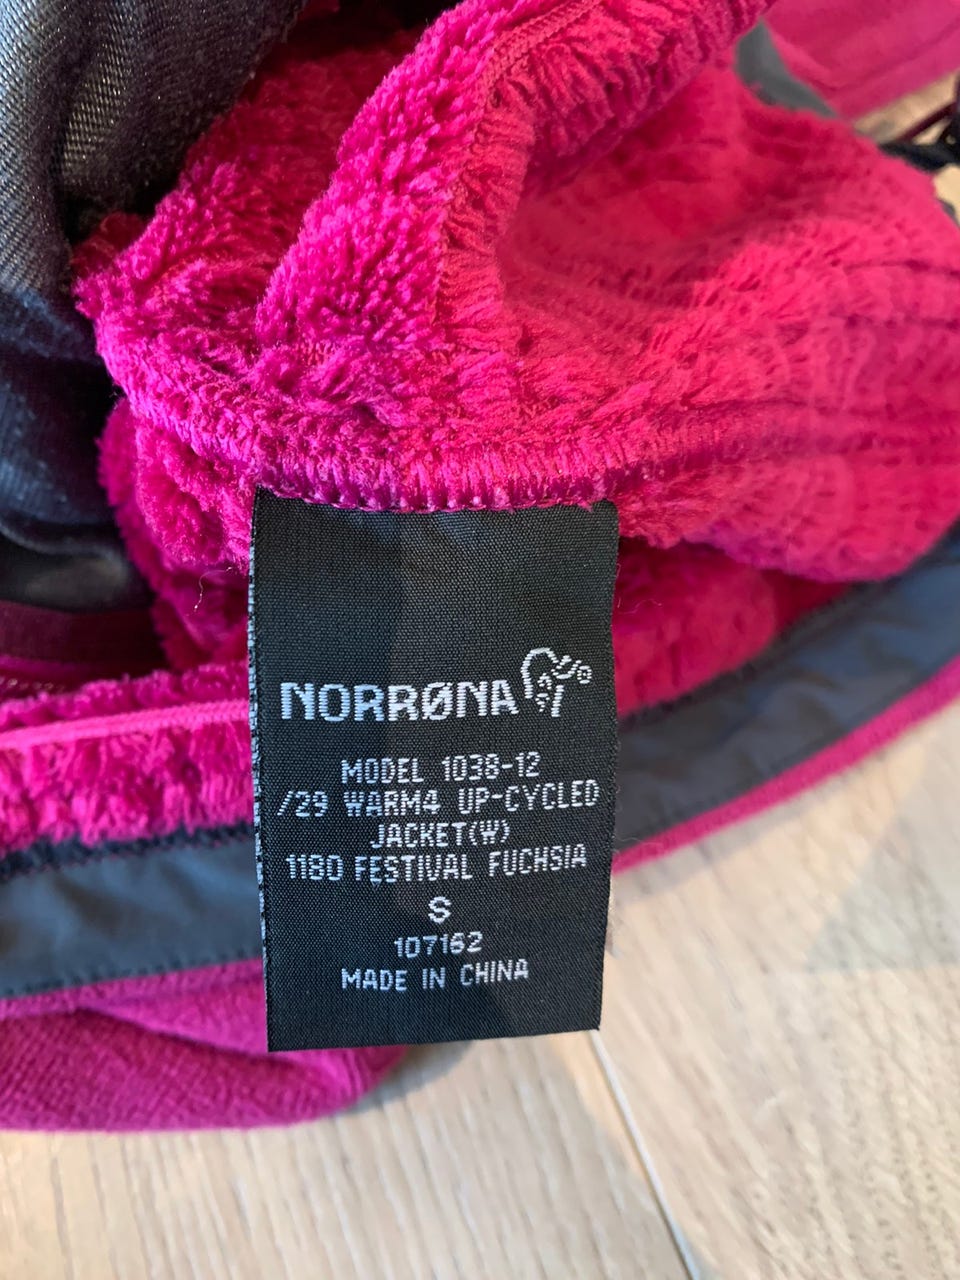 NORRØNA
MODEL 1038-12
/29 WARM4 UP-CYCLED
JACKET(W)
1180 FESTIVAL FUCHSIA
S
107162
MADE IN CHINA